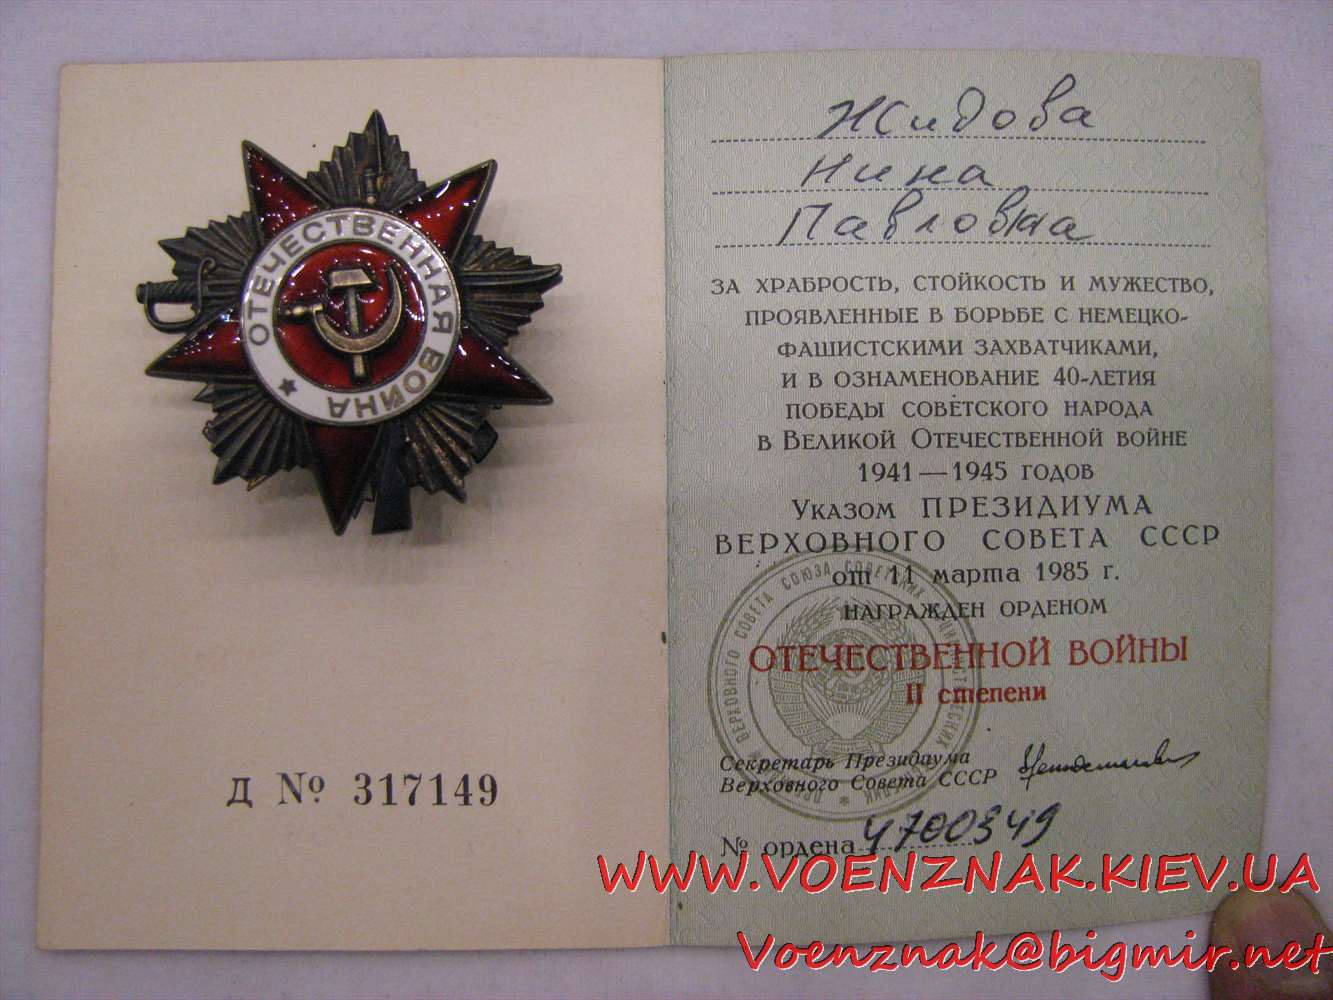 ОТЕЧЕСТВЕННАЯ ВОЙНА
Д № 317149
Жидова
Нина
Павловна
ЗА ХРАБРОСТЬ, СТОЙКОСТЬ И МУЖЕСТВО,
ПРОЯВЛЕННЫЕ В БОРЬБЕ С НЕМЕЦКО-
ФАШИСТСКИМИ ЗАХВАТЧИКАМИ,
И В ОЗНАМЕНОВАНИЕ 40-ЛЕТИЯ
ПОБЕДЫ СОВЕТСКОГО НАРОДА
В ВЕЛИКОЙ ОТЕЧЕСТВЕННОЙ ВОЙНЕ
1941—1945 ГОДОВ
УКАЗОМ ПРЕЗИДИУМА
ВЕРХОВНОГО СОВЕТА СССР
от 11 марта 1985 г.
НАГРАЖДЕН ОРДЕНОМ
ОТЕЧЕСТВЕННОЙ ВОЙНЫ
II степени
Секретарь Президиума
Верховного Совета СССР
№ ордена 4700349
WWW.VOENZNAK.KIEV.UA
Voenznak@bigmir.net